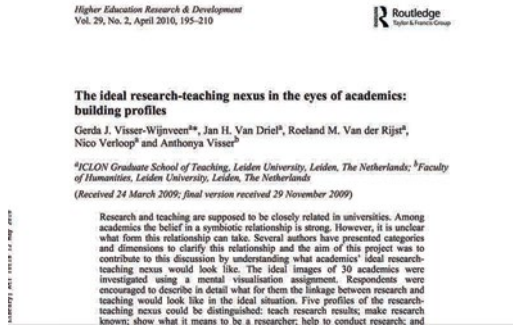 Higher Education Research & Development
Vol. 29, No. 2, April 2010, 195–210
Routledge
Taylor & Francis Group
The ideal research-teaching nexus in the eyes of academics:
building profiles
Gerda J. Visser-Wijnveenᵃ*, Jan H. Van Drielᵃ, Roeland M. Van der Rijstᵃ,
Nico Verloopᵃ and Anthonya Visserᵇ
ᵃICLON Graduate School of Teaching, Leiden University, Leiden, The Netherlands; ᵇFaculty
of Humanities, Leiden University, Leiden, The Netherlands
(Received 24 March 2009; final version received 29 November 2009)
Research and teaching are supposed to be closely related in universities. Among
academics the belief in a symbiotic relationship is strong. However, it is unclear
what form this relationship can take. Several authors have presented categories
and dimensions to clarify this relationship and the aim of this project was to
contribute to this discussion by understanding what academics' ideal research-
teaching nexus would look like. The ideal images of 30 academics were
investigated using a mental visualisation assignment. Respondents were
encouraged to describe in detail what for them the linkage between research and
teaching would look like in the ideal situation. Five profiles of the research-
teaching nexus could be distinguished: teach research results; make research
known; show what it means to be a researcher; help to conduct research; and